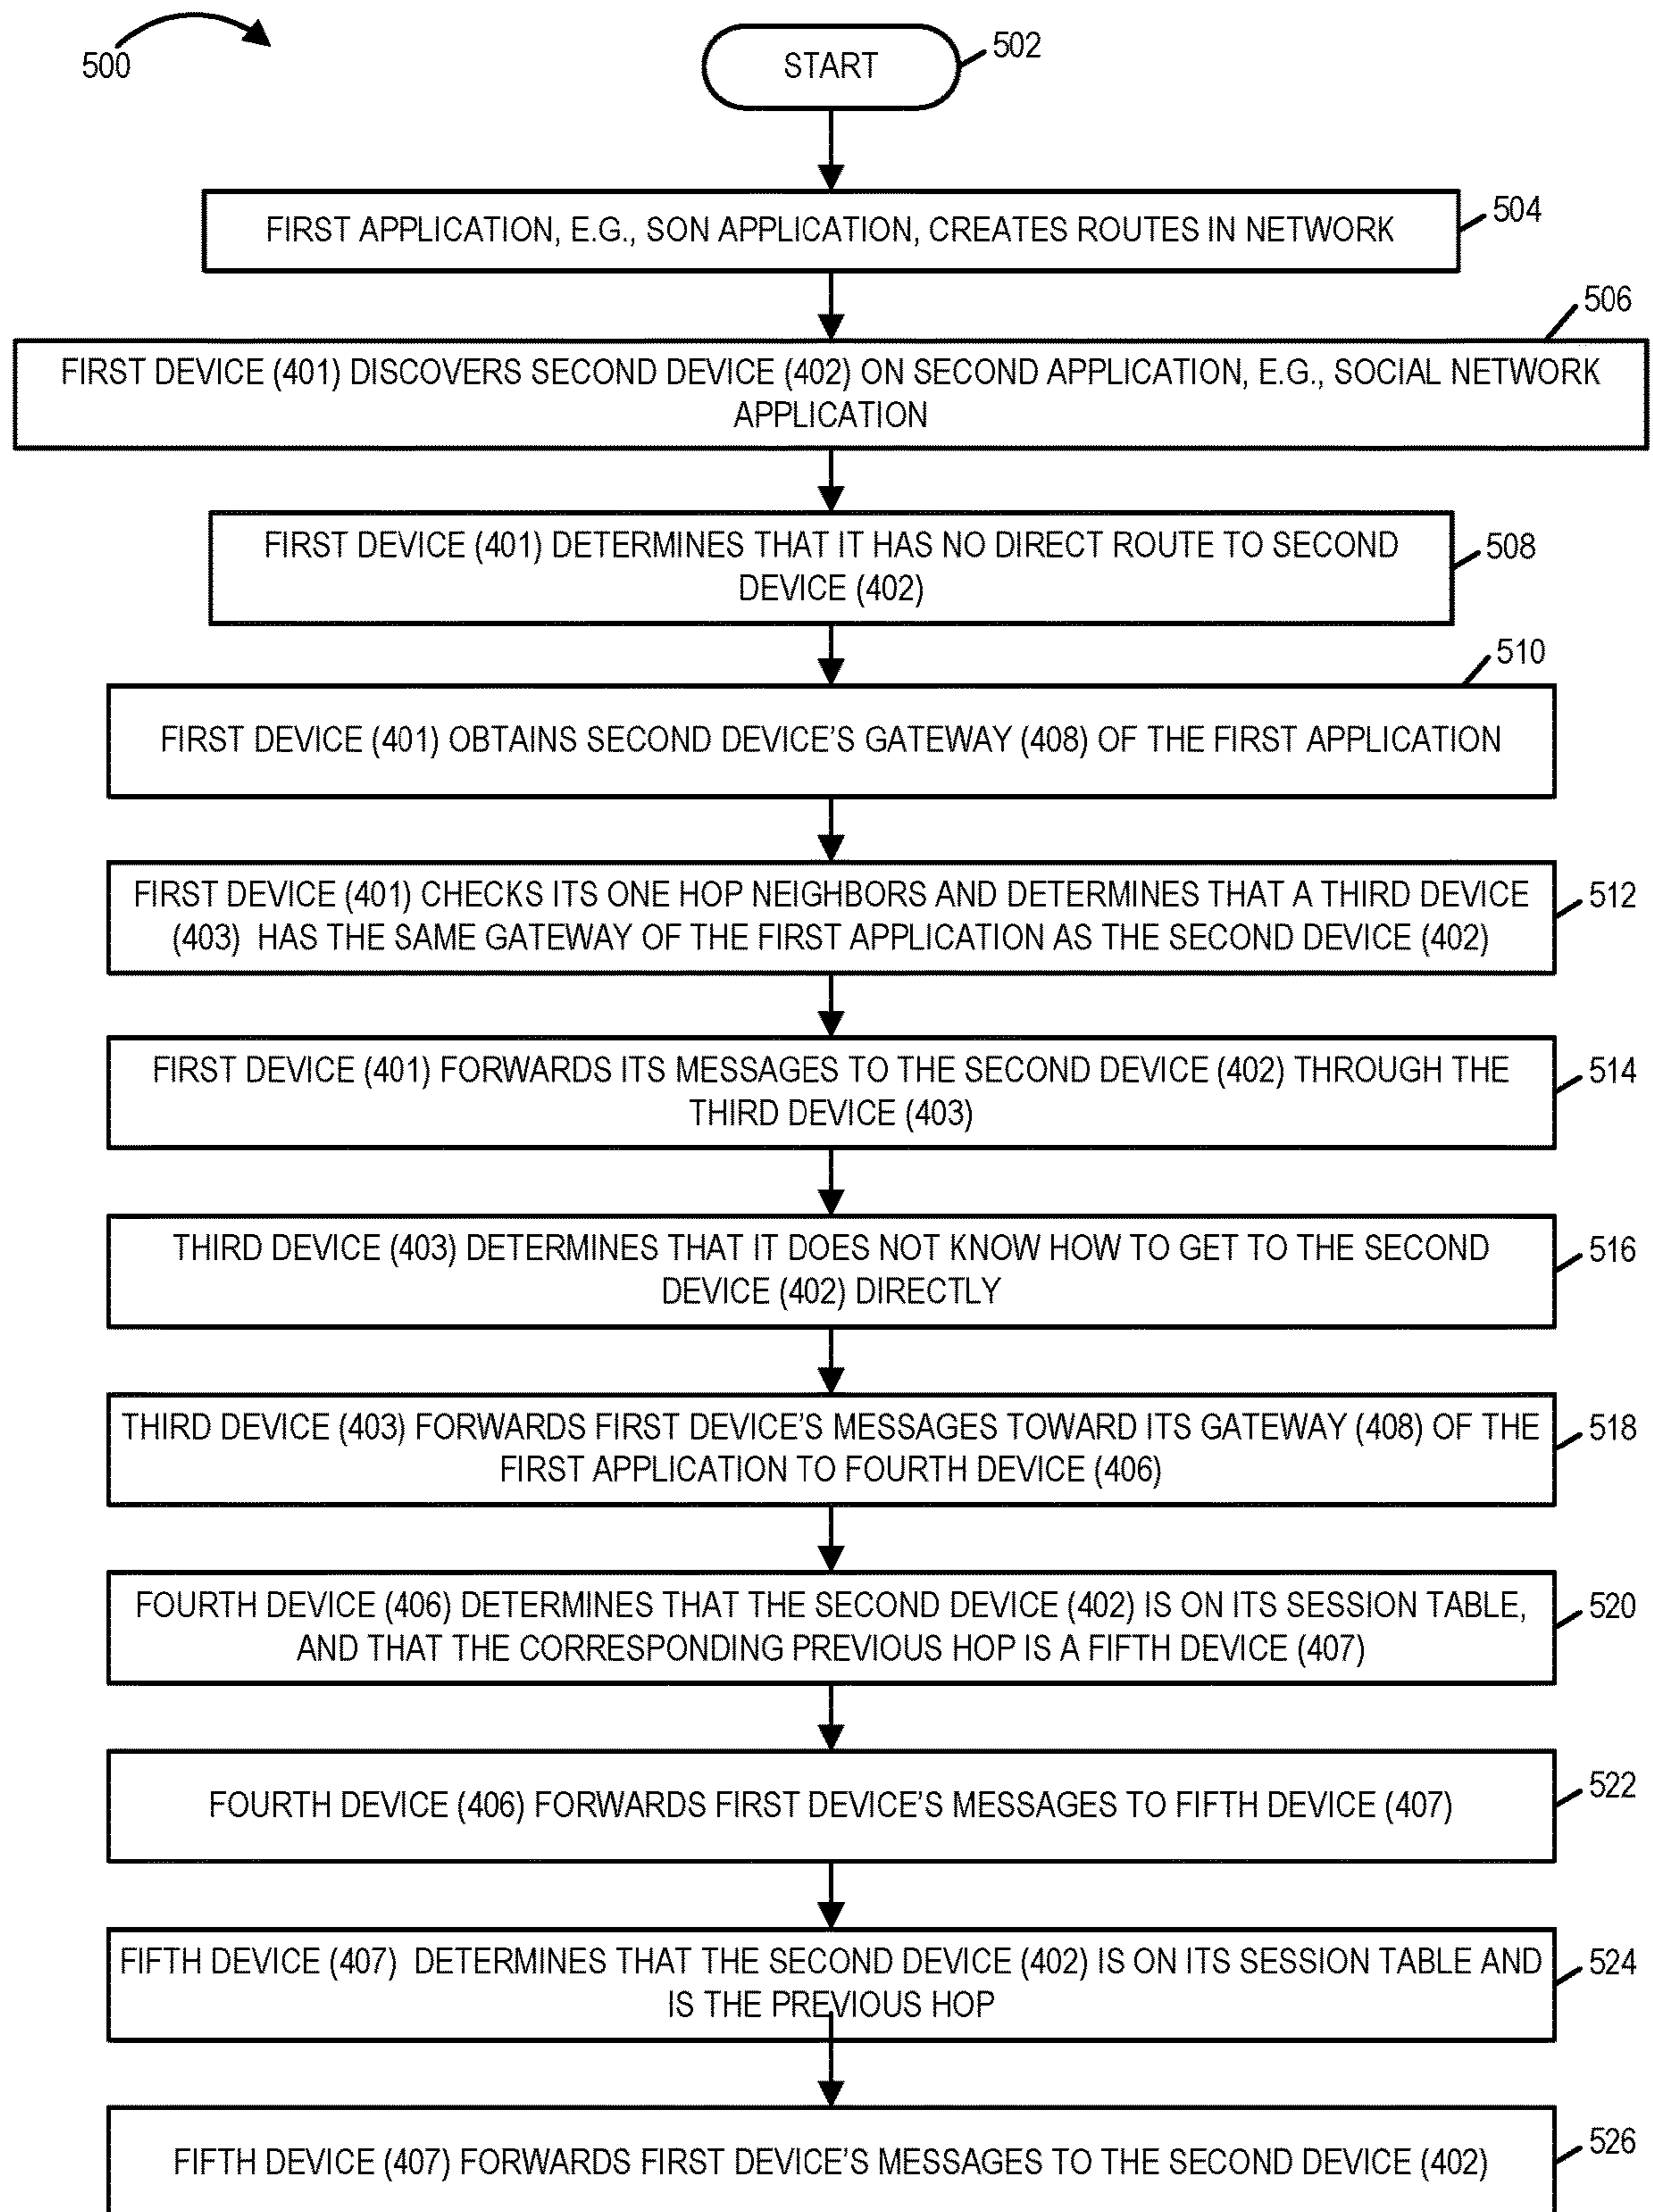 500
START
502
FIRST APPLICATION, E.G., SON APPLICATION, CREATES ROUTES IN NETWORK
504
506
FIRST DEVICE (401) DISCOVERS SECOND DEVICE (402) ON SECOND APPLICATION, E.G., SOCIAL NETWORK
APPLICATION
FIRST DEVICE (401) DETERMINES THAT IT HAS NO DIRECT ROUTE TO SECOND
DEVICE (402)
508
510
FIRST DEVICE (401) OBTAINS SECOND DEVICE'S GATEWAY (408) OF THE FIRST APPLICATION
FIRST DEVICE (401) CHECKS ITS ONE HOP NEIGHBORS AND DETERMINES THAT A THIRD DEVICE
(403) HAS THE SAME GATEWAY OF THE FIRST APPLICATION AS THE SECOND DEVICE (402)
512
FIRST DEVICE (401) FORWARDS ITS MESSAGES TO THE SECOND DEVICE (402) THROUGH THE
THIRD DEVICE (403)
514
THIRD DEVICE (403) DETERMINES THAT IT DOES NOT KNOW HOW TO GET TO THE SECOND
DEVICE (402) DIRECTLY
516
THIRD DEVICE (403) FORWARDS FIRST DEVICE'S MESSAGES TOWARD ITS GATEWAY (408) OF THE
FIRST APPLICATION TO FOURTH DEVICE (406)
518
FOURTH DEVICE (406) DETERMINES THAT THE SECOND DEVICE (402) IS ON ITS SESSION TABLE,
AND THAT THE CORRESPONDING PREVIOUS HOP IS A FIFTH DEVICE (407)
520
FOURTH DEVICE (406) FORWARDS FIRST DEVICE'S MESSAGES TO FIFTH DEVICE (407)
522
FIFTH DEVICE (407) DETERMINES THAT THE SECOND DEVICE (402) IS ON ITS SESSION TABLE AND
IS THE PREVIOUS HOP
524
FIFTH DEVICE (407) FORWARDS FIRST DEVICE'S MESSAGES TO THE SECOND DEVICE (402)
526